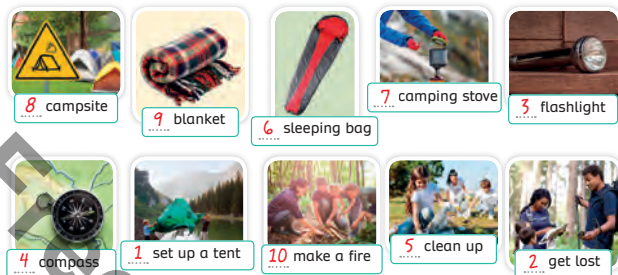 8 campsite
9 blanket
6 sleeping bag
7 camping stove
3 flashlight
4 compass
1 set up a tent
10 make a fire
5 clean up
2 get lost